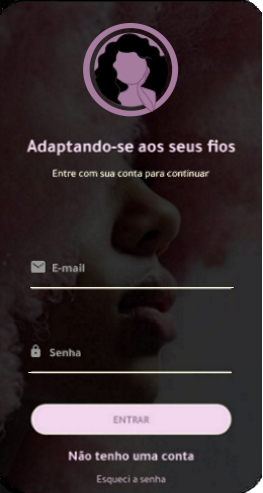 Adaptando-se aos seus fios
Entre com sua conta para continuar
E-mail
Senha
ENTRAR
Não tenho uma conta
Esqueci a senha